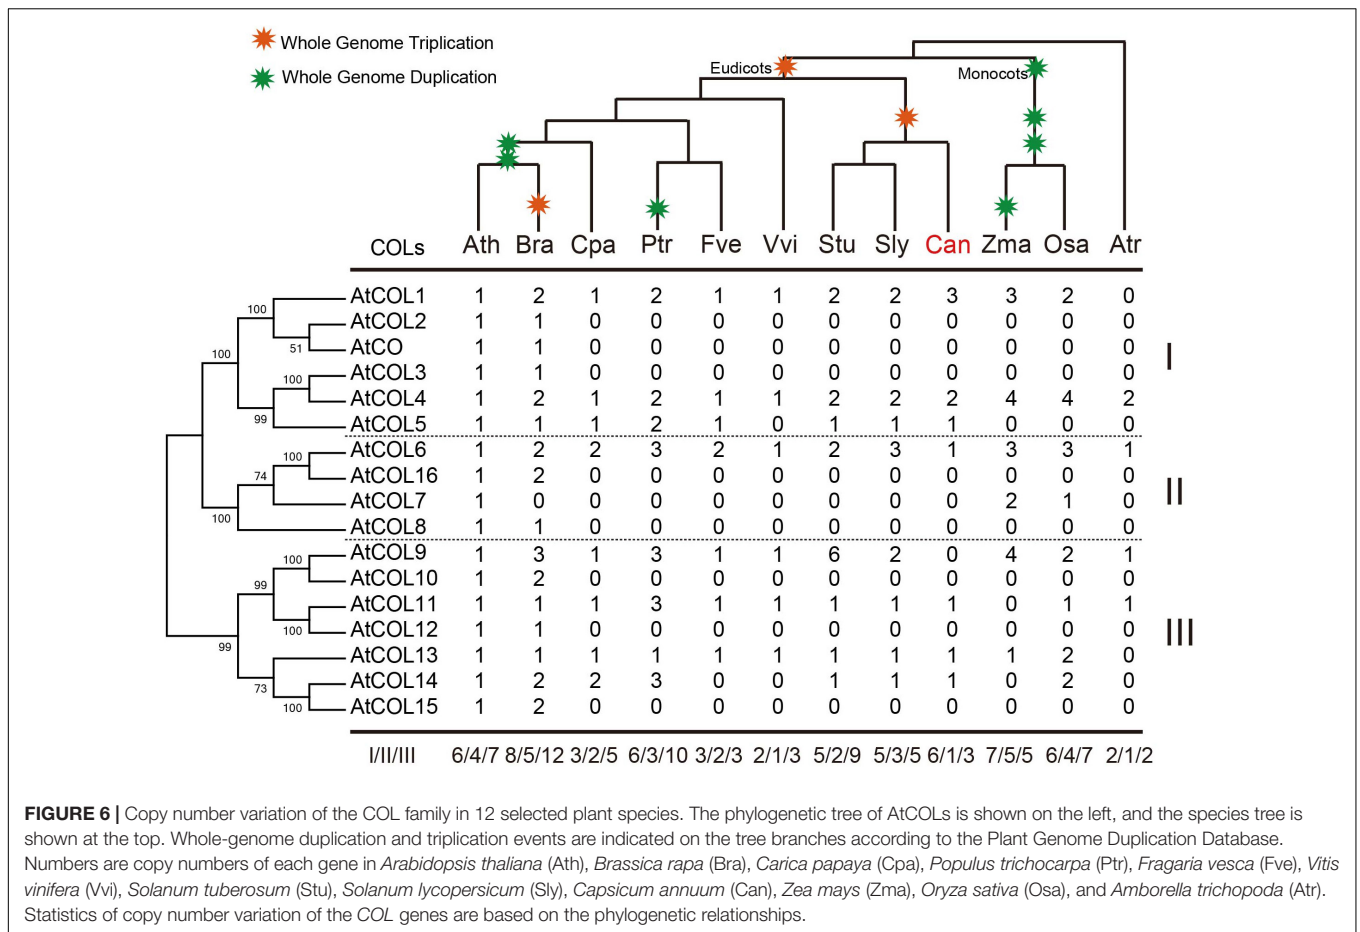 Whole Genome Triplication
Whole Genome Duplication
Eudicots
Monocots
COLs Ath Bra Cpa Ptr Fve Vvi Stu Sly Can Zma Osa Atr
AtCOL1 1 2 1 2 1 1 2 2 3 3 2 0
AtCOL2 1 1 0 0 0 0 0 0 0 0 0 0
AtCO 1 1 0 0 0 0 0 0 0 0 0 0
AtCOL3 1 1 0 0 0 0 0 0 0 0 0 0
AtCOL4 1 2 1 2 1 1 2 2 2 4 4 2
AtCOL5 1 1 1 2 1 0 1 1 1 0 0 0
AtCOL6 1 2 2 3 2 1 2 3 1 3 3 1
AtCOL16 1 2 0 0 0 0 0 0 0 0 0 0
AtCOL7 1 0 0 0 0 0 0 0 0 2 1 0
AtCOL8 1 1 0 0 0 0 0 0 0 0 0 0
AtCOL9 1 3 1 3 1 1 6 2 0 4 2 1
AtCOL10 1 2 0 0 0 0 0 0 0 0 0 0
AtCOL11 1 1 1 3 1 1 1 1 1 0 1 1
AtCOL12 1 1 0 0 0 0 0 0 0 0 0 0
AtCOL13 1 1 1 1 1 1 1 1 1 1 2 0
AtCOL14 1 2 2 3 0 0 1 1 1 0 2 0
AtCOL15 1 2 0 0 0 0 0 0 0 0 0 0
I/II/III 6/4/7 8/5/12 3/2/5 6/3/10 3/2/3 2/1/3 5/2/9 5/3/5 6/1/3 7/5/5 6/4/7 2/1/2
I
II
III
100
51
100
100
99
100
74
100
100
99
100
99
73
100
FIGURE 6 | Copy number variation of the COL family in 12 selected plant species. The phylogenetic tree of AtCOLs is shown on the left, and the species tree is
shown at the top. Whole-genome duplication and triplication events are indicated on the tree branches according to the Plant Genome Duplication Database.
Numbers are copy numbers of each gene in Arabidopsis thaliana (Ath), Brassica rapa (Bra), Carica papaya (Cpa), Populus trichocarpa (Ptr), Fragaria vesca (Fve), Vitis
vinifera (Vvi), Solanum tuberosum (Stu), Solanum lycopersicum (Sly), Capsicum annuum (Can), Zea mays (Zma), Oryza sativa (Osa), and Amborella trichopoda (Atr).
Statistics of copy number variation of the COL genes are based on the phylogenetic relationships.